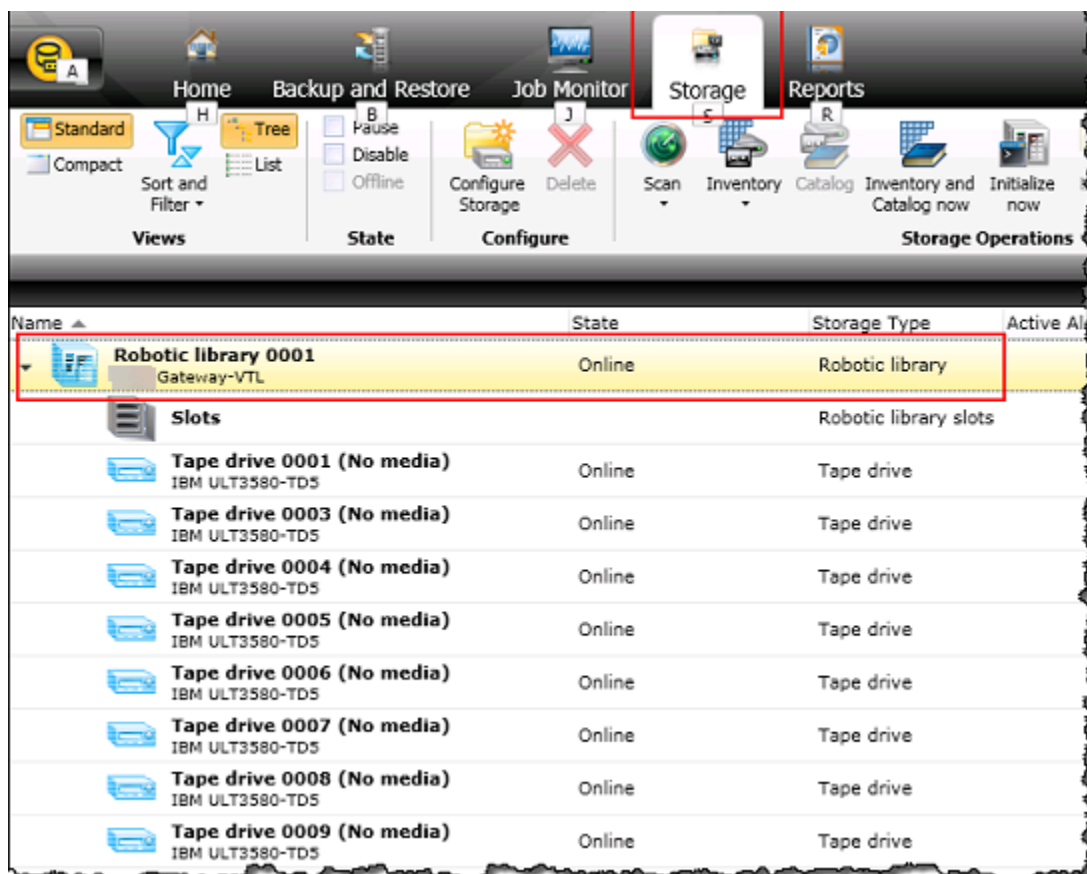 A
Home
Backup and Restore
Job Monitor
Storage
Reports
H
B
J
S
R
Standard
Compact
Sort and
Filter
Tree
List
Pause
Disable
Offline
Configure
Storage
Delete
Scan
Inventory
Catalog
Inventory and
Catalog now
Initialize
now
Views
State
Configure
Storage Operations
Name State Storage Type Active Al
Robotic library 0001
Gateway-VTL
Online
Robotic library
Slots
Robotic library slots
Tape drive 0001 (No media)
IBM ULT3580-TD5
Online
Tape drive
Tape drive 0003 (No media)
IBM ULT3580-TD5
Online
Tape drive
Tape drive 0004 (No media)
IBM ULT3580-TD5
Online
Tape drive
Tape drive 0005 (No media)
IBM ULT3580-TD5
Online
Tape drive
Tape drive 0006 (No media)
IBM ULT3580-TD5
Online
Tape drive
Tape drive 0007 (No media)
IBM ULT3580-TD5
Online
Tape drive
Tape drive 0008 (No media)
IBM ULT3580-TD5
Online
Tape drive
Tape drive 0009 (No media)
IBM ULT3580-TD5
Online
Tape drive